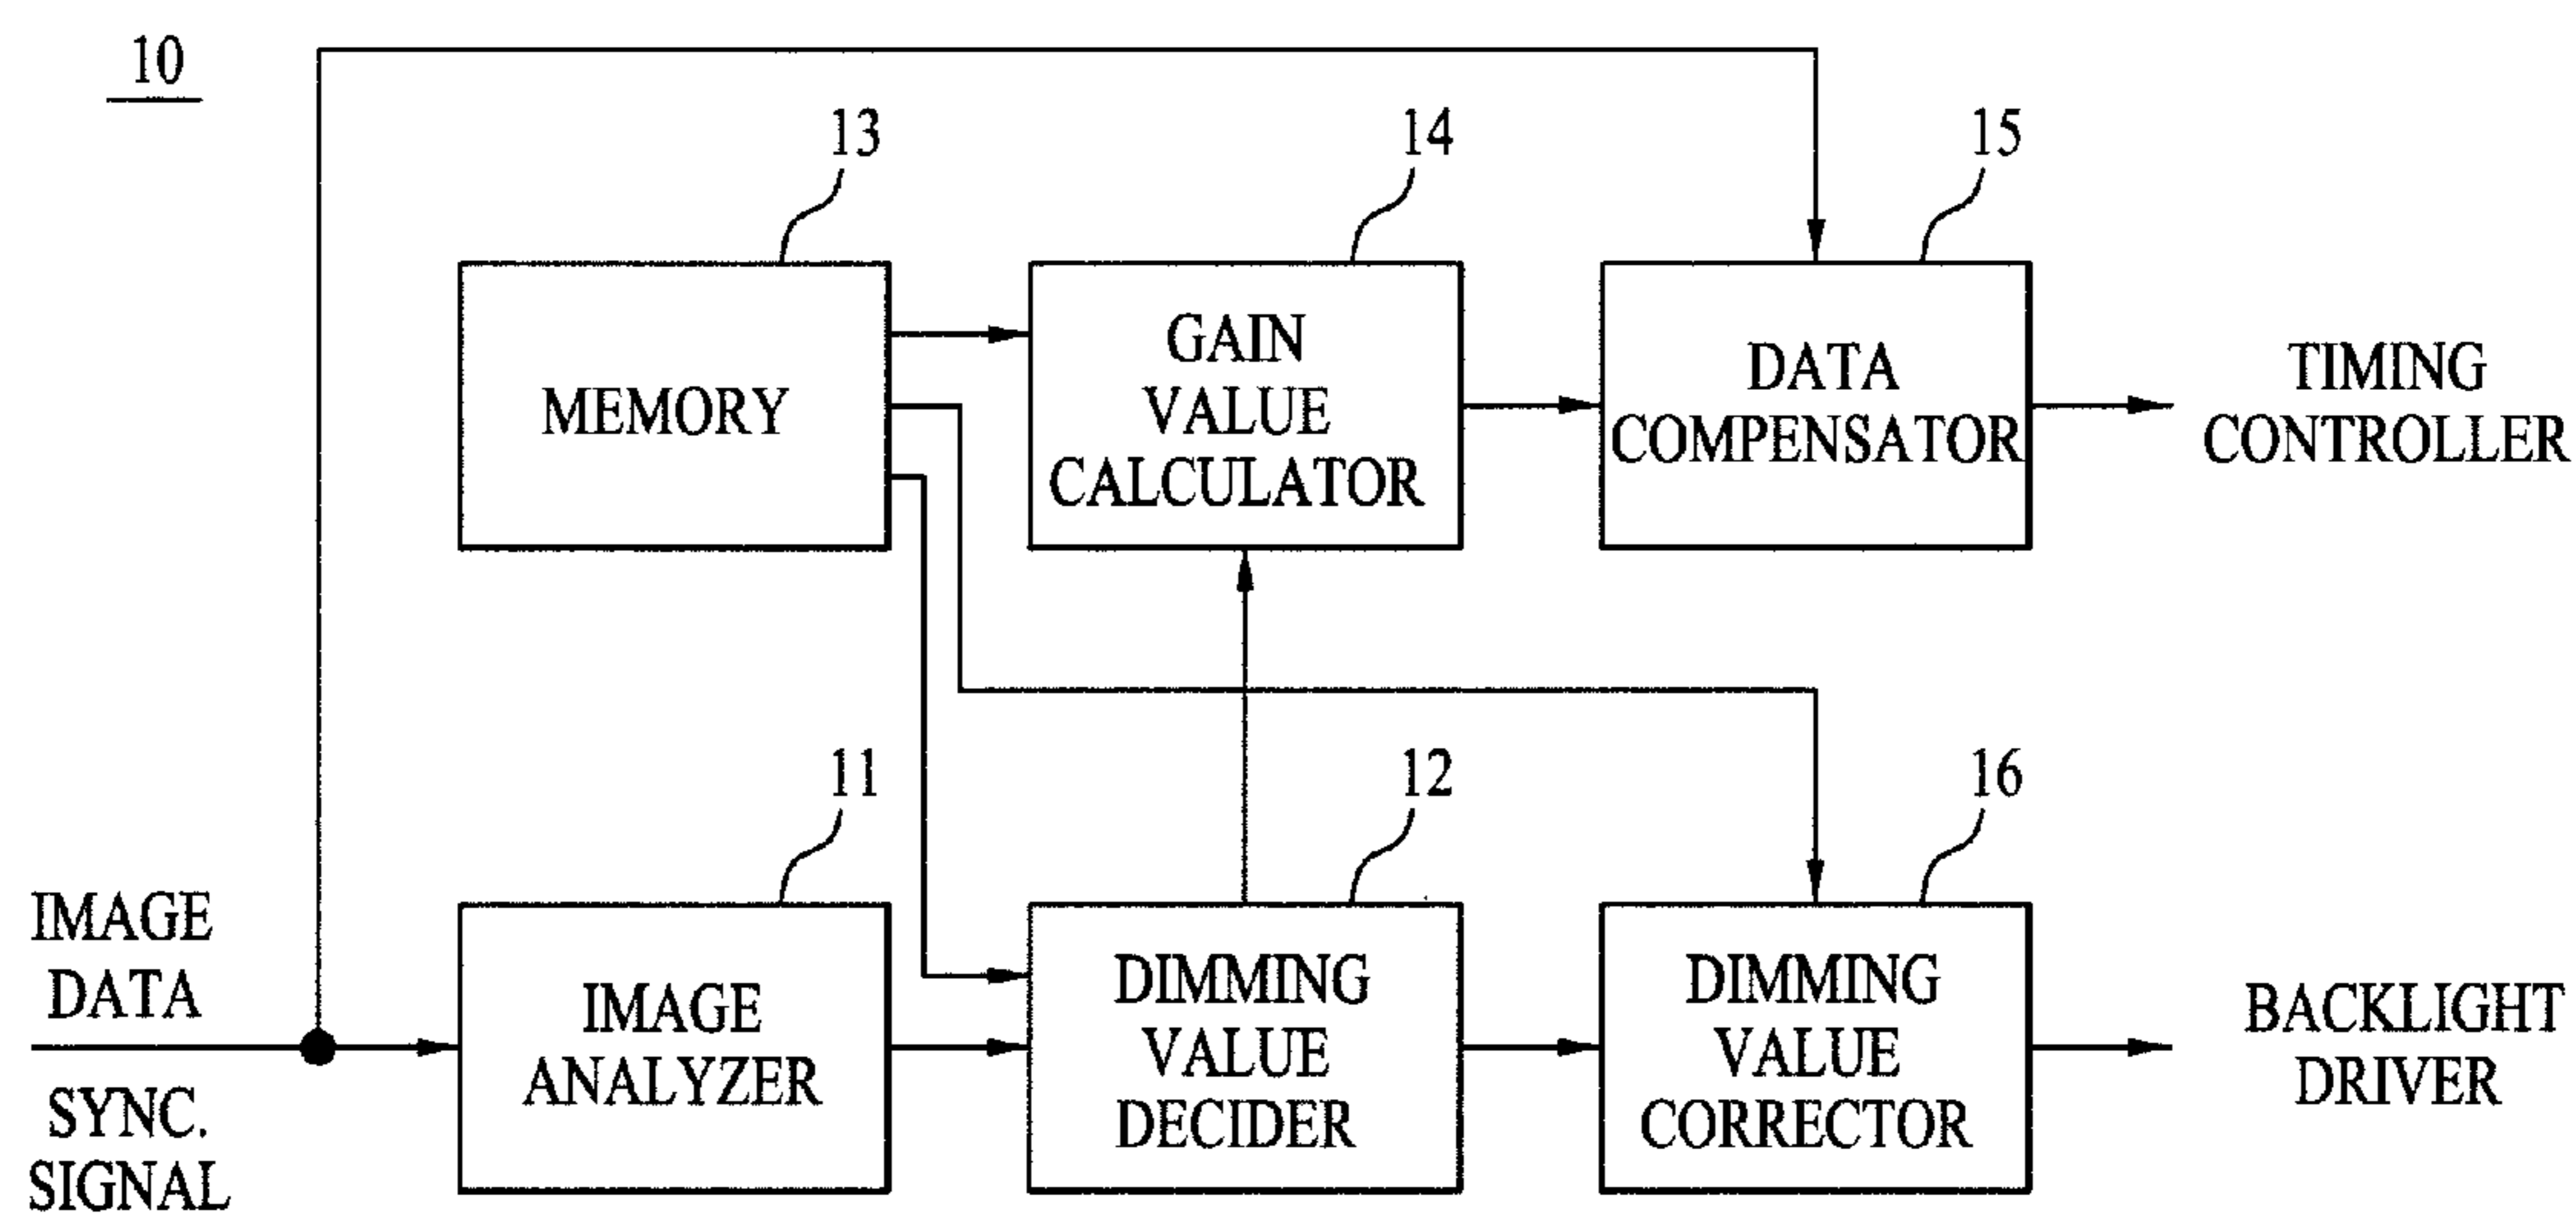 10
13
14
15
MEMORY
GAIN
VALUE
CALCULATOR
DATA
COMPENSATOR
TIMING
CONTROLLER
11
12
16
IMAGE
DATA
SYNC.
SIGNAL
IMAGE
ANALYZER
DIMMING
VALUE
DECIDER
DIMMING
VALUE
CORRECTOR
BACKLIGHT
DRIVER